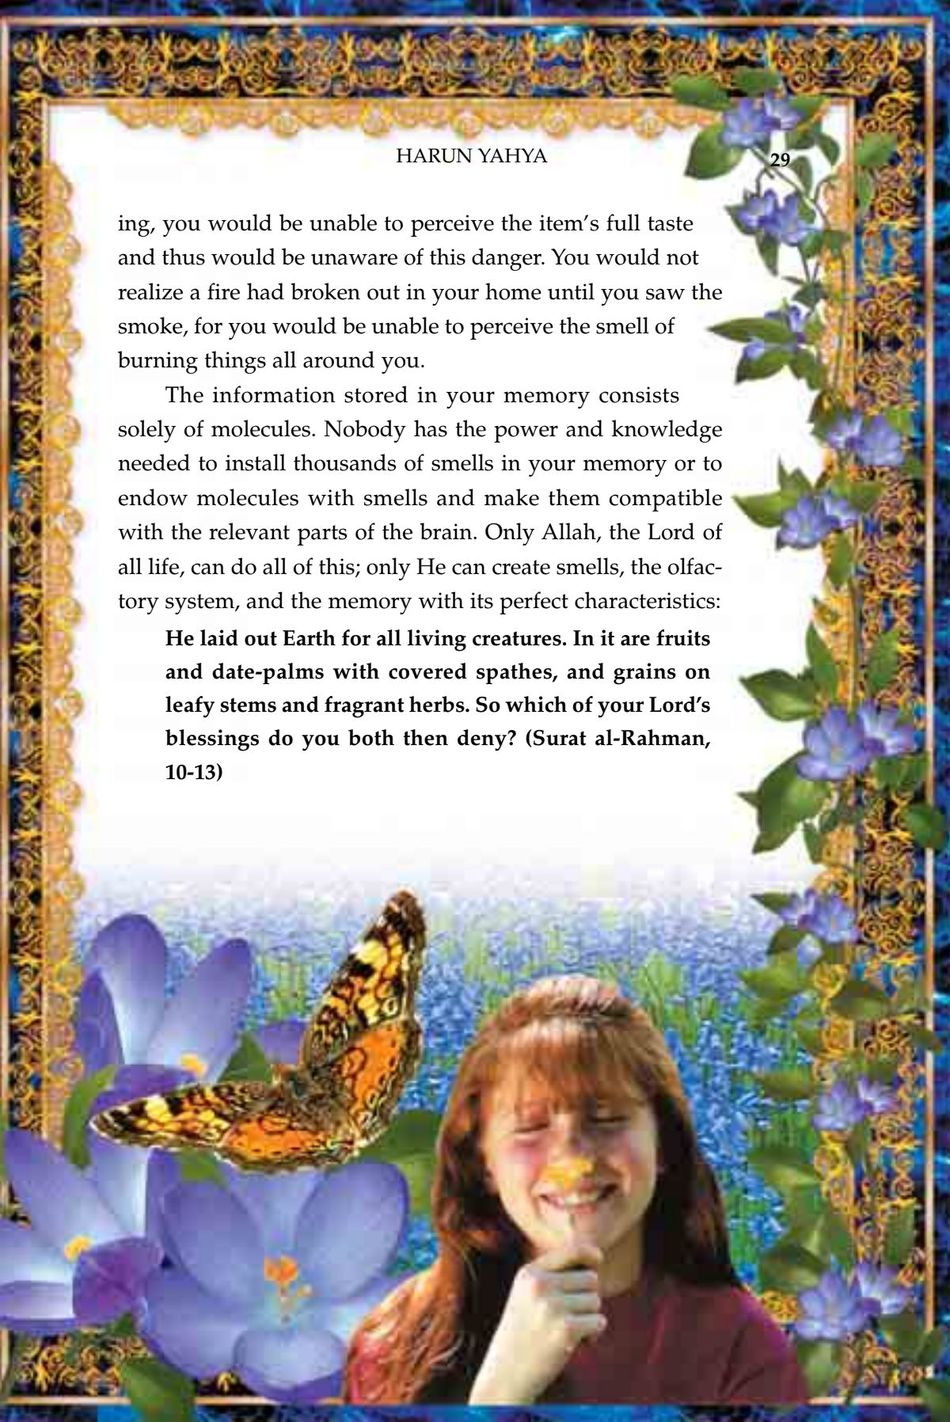 HARUN YAHYA
29
ing, you would be unable to perceive the item's full taste
and thus would be unaware of this danger. You would not
realize a fire had broken out in your home until you saw the
smoke, for you would be unable to perceive the smell of
burning things all around you.
The information stored in your memory consists
solely of molecules. Nobody has the power and knowledge
needed to install thousands of smells in your memory or to
endow molecules with smells and make them compatible
with the relevant parts of the brain. Only Allah, the Lord of
all life, can do all of this; only He can create smells, the olfac-
tory system, and the memory with its perfect characteristics:
He laid out Earth for all living creatures. In it are fruits
and date-palms with covered spathes, and grains on
leafy stems and fragrant herbs. So which of your Lord's
blessings do you both then deny? (Surat al-Rahman,
10-13)